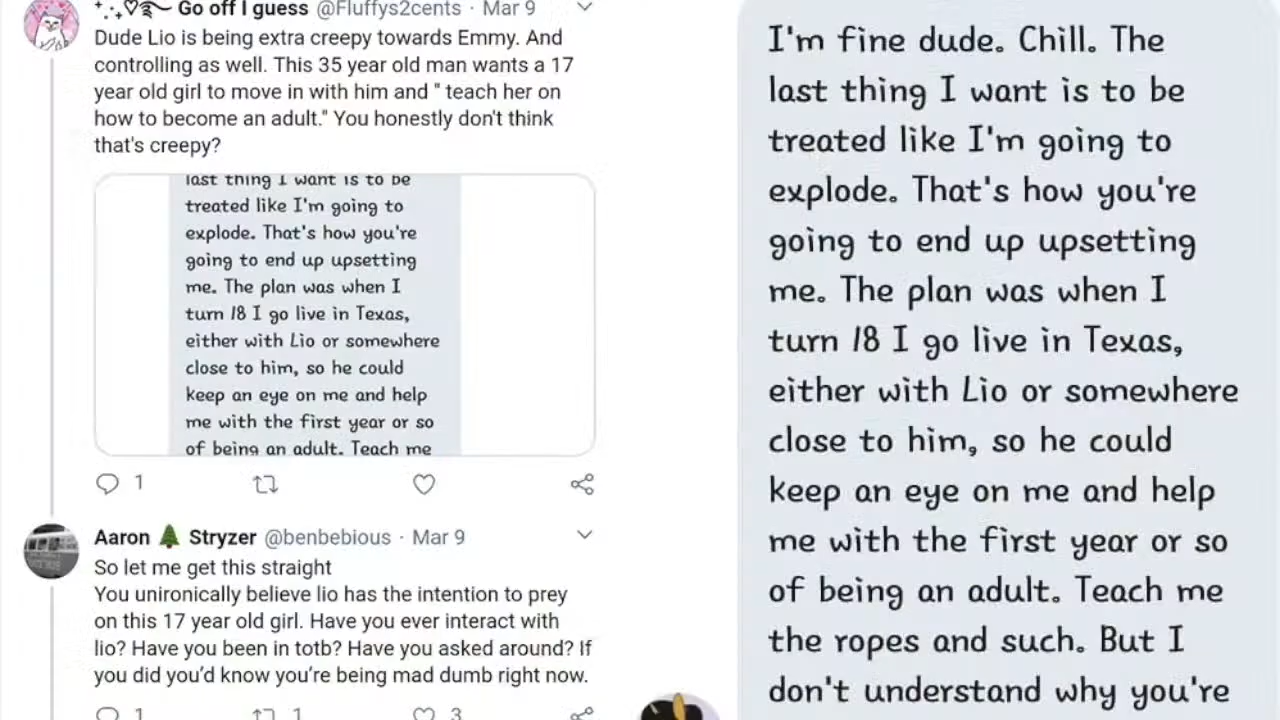 Go off I guess @Fluffys2cents · Mar 9
Dude Lio is being extra creepy towards Emmy. And
controlling as well. This 35 year old man wants a 17
year old girl to move in with him and " teach her on
how to become an adult." You honestly don't think
that's creepy?
last thing I want is to be
treated like I'm going to
explode. That's how you're
going to end up upsetting
me. The plan was when I
turn 18 I go live in Texas,
either with Lio or somewhere
close to him, so he could
keep an eye on me and help
me with the first year or so
of being an adult. Teach me
1
Aaron 🌲 Stryzer @benbebious · Mar 9
So let me get this straight
You unironically believe lio has the intention to prey
on this 17 year old girl. Have you ever interact with
lio? Have you been in totb? Have you asked around? If
you did you’d know you’re being mad dumb right now.
1 1 3
I'm fine dude. Chill. The
last thing I want is to be
treated like I'm going to
explode. That's how you're
going to end up upsetting
me. The plan was when I
turn 18 I go live in Texas,
either with Lio or somewhere
close to him, so he could
keep an eye on me and help
me with the first year or so
of being an adult. Teach me
the ropes and such. But I
don't understand why you're